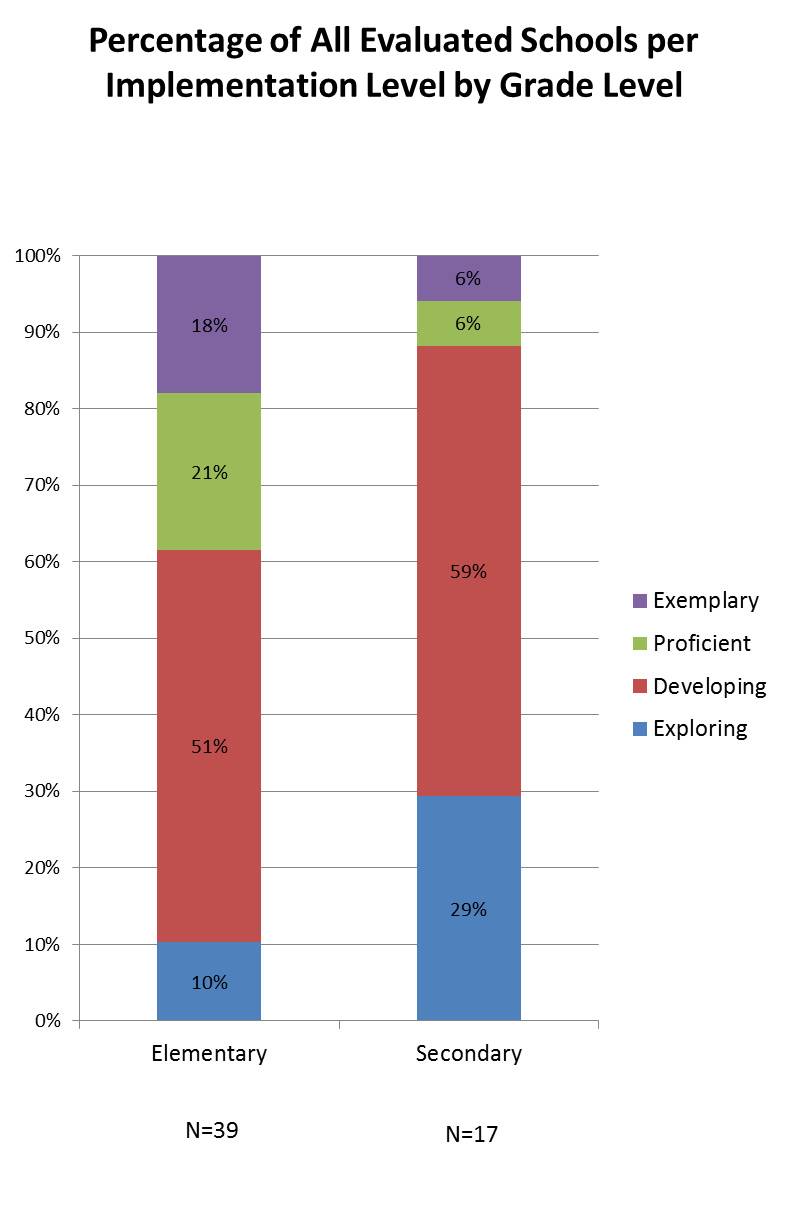 Percentage of All Evaluated Schools per
Implementation Level by Grade Level
100%
90%
80%
70%
60%
50%
40%
30%
20%
10%
0%
18%
21%
51%
10%
6%
6%
59%
29%
Exemplary
Proficient
Developing
Exploring
Elementary
Secondary
N=39
N=17